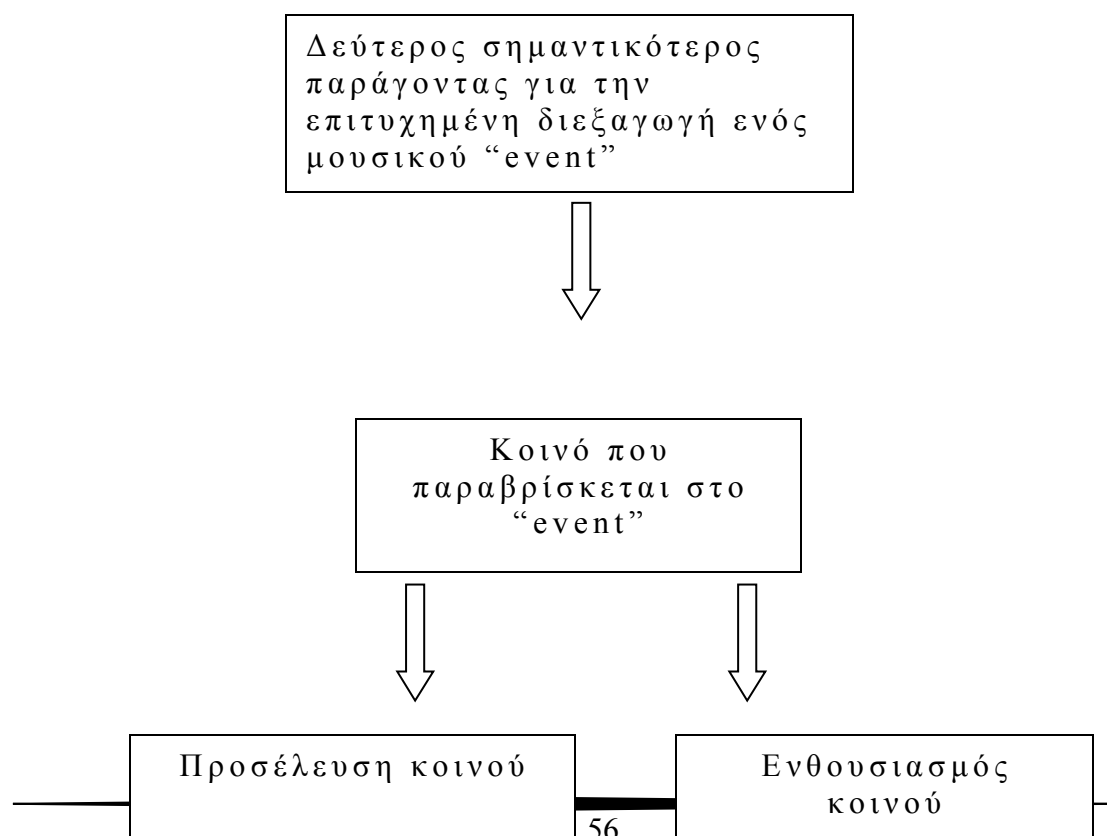 Δεύτερος σημαντικότερος
παράγοντας για την
επιτυχημένη διεξαγωγή ενός
μουσικού “event”
Κοινό που
παραβρίσκεται στο
“event”
Προσέλευση κοινού
Ενθουσιασμός
κοινού
56